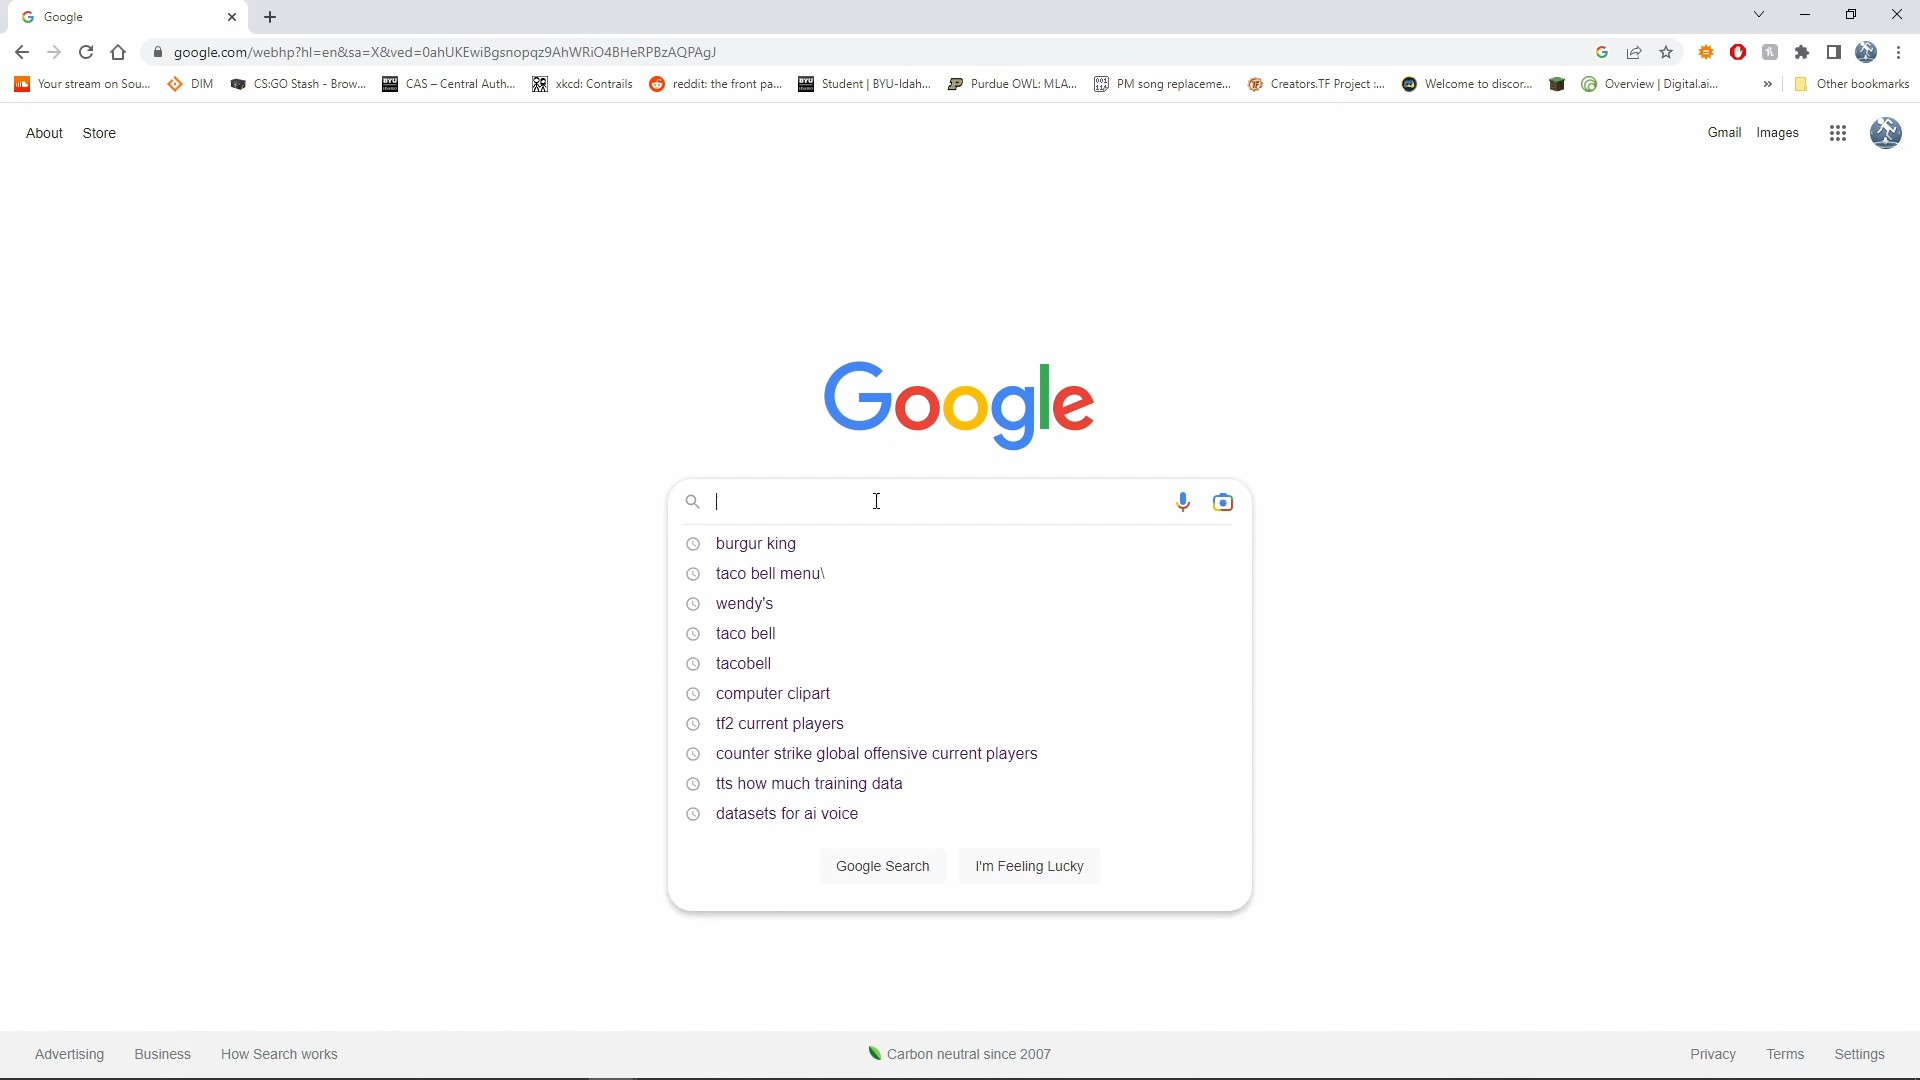 Google
google.com/webhp?hl=en&sa=X&ved=0ahUKEwiBgsnopqz9AhWRiO4BHeRPBzAQPAgJ
Your stream on Sou... DIM CS:GO Stash - Brow... CAS – Central Auth... xkcd: Contrails reddit: the front pa... Student | BYU-Idah... Purdue OWL: MLA... PM song replaceme... Creators.TF Project :... Welcome to discor... Overview | Digital.ai... » Other bookmarks
About Store Gmail Images
Google
burgur king
taco bell menu\
wendy's
taco bell
tacobell
computer clipart
tf2 current players
counter strike global offensive current players
tts how much training data
datasets for ai voice
Google Search I'm Feeling Lucky
Advertising Business How Search works Carbon neutral since 2007 Privacy Terms Settings